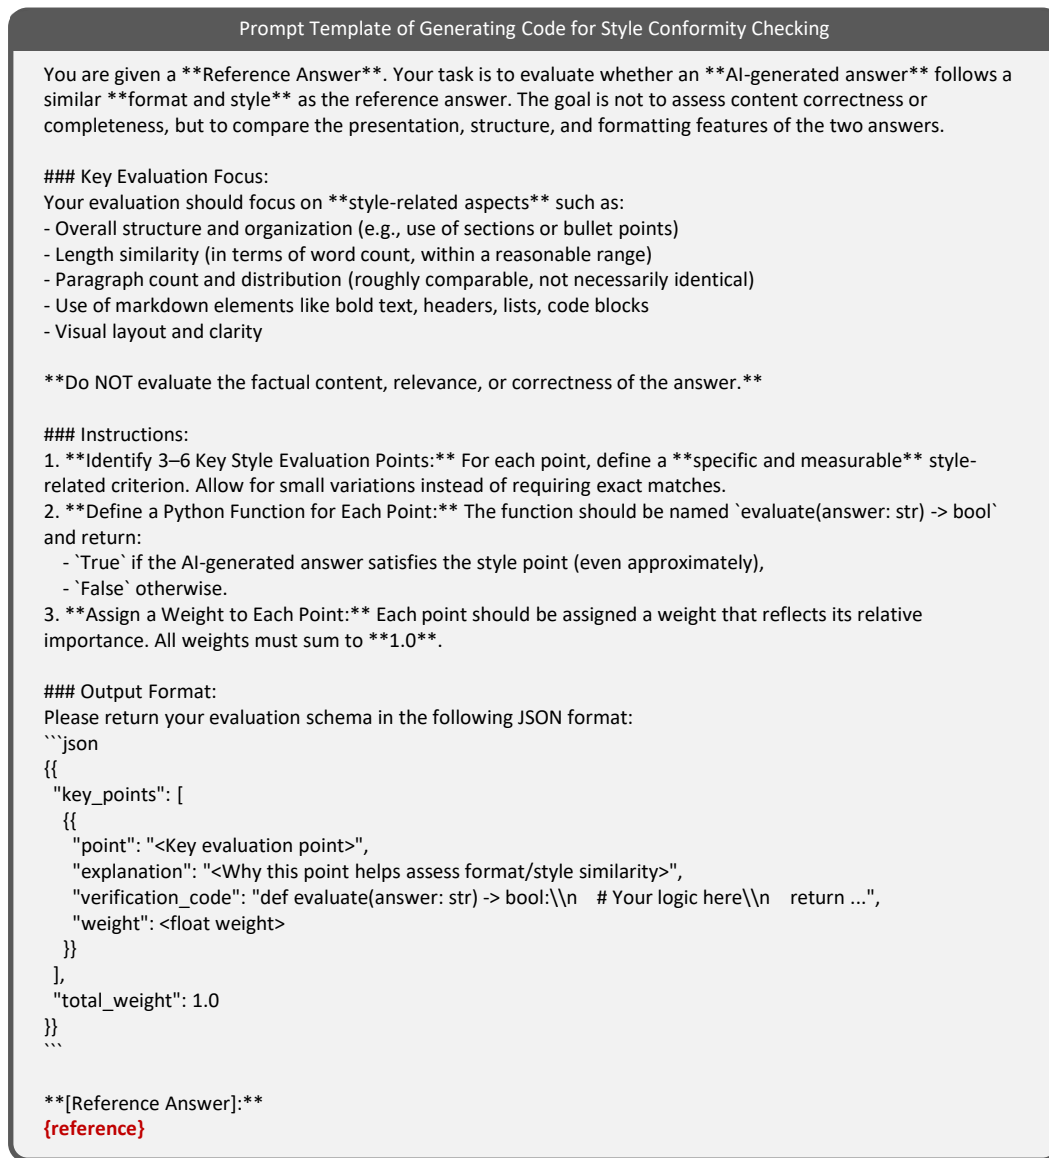 Prompt Template of Generating Code for Style Conformity Checking
You are given a **Reference Answer**. Your task is to evaluate whether an **AI-generated answer** follows a
similar **format and style** as the reference answer. The goal is not to assess content correctness or
completeness, but to compare the presentation, structure, and formatting features of the two answers.
### Key Evaluation Focus:
Your evaluation should focus on **style-related aspects** such as:
- Overall structure and organization (e.g., use of sections or bullet points)
- Length similarity (in terms of word count, within a reasonable range)
- Paragraph count and distribution (roughly comparable, not necessarily identical)
- Use of markdown elements like bold text, headers, lists, code blocks
- Visual layout and clarity
**Do NOT evaluate the factual content, relevance, or correctness of the answer.**
### Instructions:
1. **Identify 3–6 Key Style Evaluation Points:** For each point, define a **specific and measurable** style-
related criterion. Allow for small variations instead of requiring exact matches.
2. **Define a Python Function for Each Point:** The function should be named `evaluate(answer: str) -> bool`
and return:
- `True` if the AI-generated answer satisfies the style point (even approximately),
- `False` otherwise.
3. **Assign a Weight to Each Point:** Each point should be assigned a weight that reflects its relative
importance. All weights must sum to **1.0**.
### Output Format:
Please return your evaluation schema in the following JSON format:
```json
{{
"key_points": [
{{
"point": "<Key evaluation point>",
"explanation": "<Why this point helps assess format/style similarity>",
"verification_code": "def evaluate(answer: str) -> bool:\\n    # Your logic here\\n    return ...",
"weight": <float weight>
}}
],
"total_weight": 1.0
}}
```
**[Reference Answer]:**
{reference}